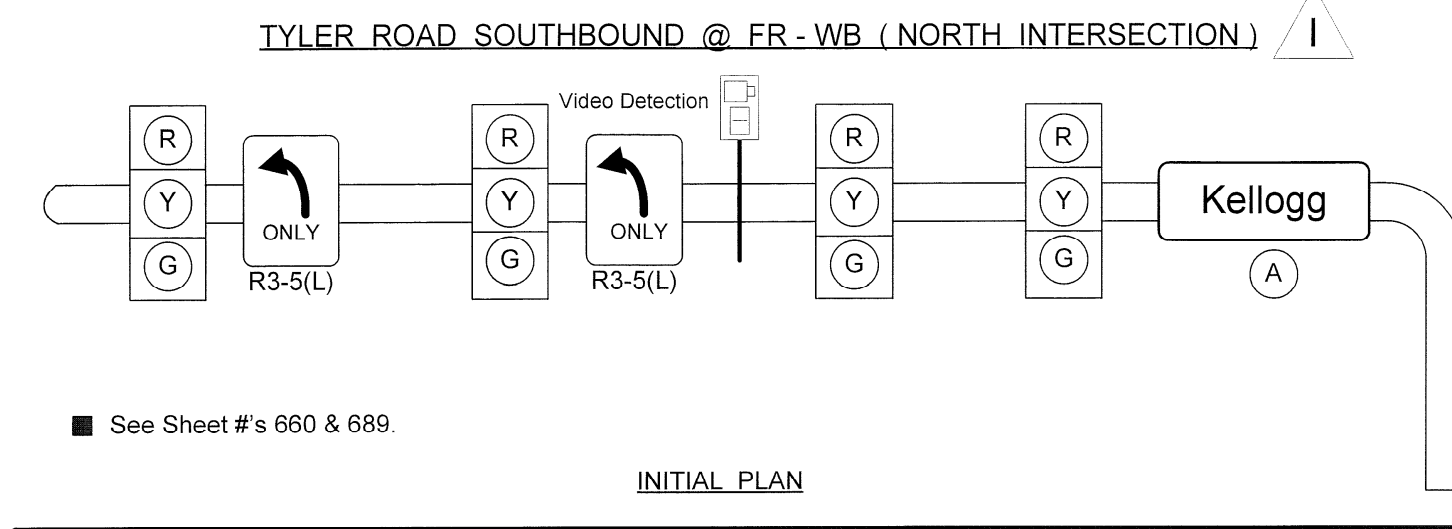 TYLER ROAD SOUTHBOUND @ FR - WB ( NORTH INTERSECTION )
I
Video Detection
R
R
R
R
Y
ONLY
Y
ONLY
Y
Y
Kellogg
G
G
G
G
R3-5(L)
R3-5(L)
A
See Sheet #'s 660 & 689.
INITIAL PLAN